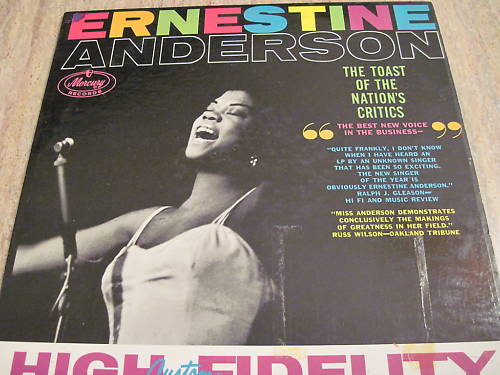 ERNESTINE
ANDERSON
Mercury
RECORDS
THE TOAST
OF THE
NATION'S
CRITICS
“ THE BEST NEW VOICE
IN THE BUSINESS— ”
"QUITE FRANKLY, I DON'T KNOW
WHEN I HAVE HEARD AN
LP BY AN UNKNOWN SINGER
THAT HAS BEEN SO EXCITING.
THE NEW SINGER
OF THE YEAR IS
OBVIOUSLY ERNESTINE ANDERSON."
RALPH J. GLEASON—
HI FI AND MUSIC REVIEW
"MISS ANDERSON DEMONSTRATES
CONCLUSIVELY THE MAKINGS
OF GREATNESS IN HER FIELD."
RUSS WILSON—OAKLAND TRIBUNE
HIGH Custom FIDELITY